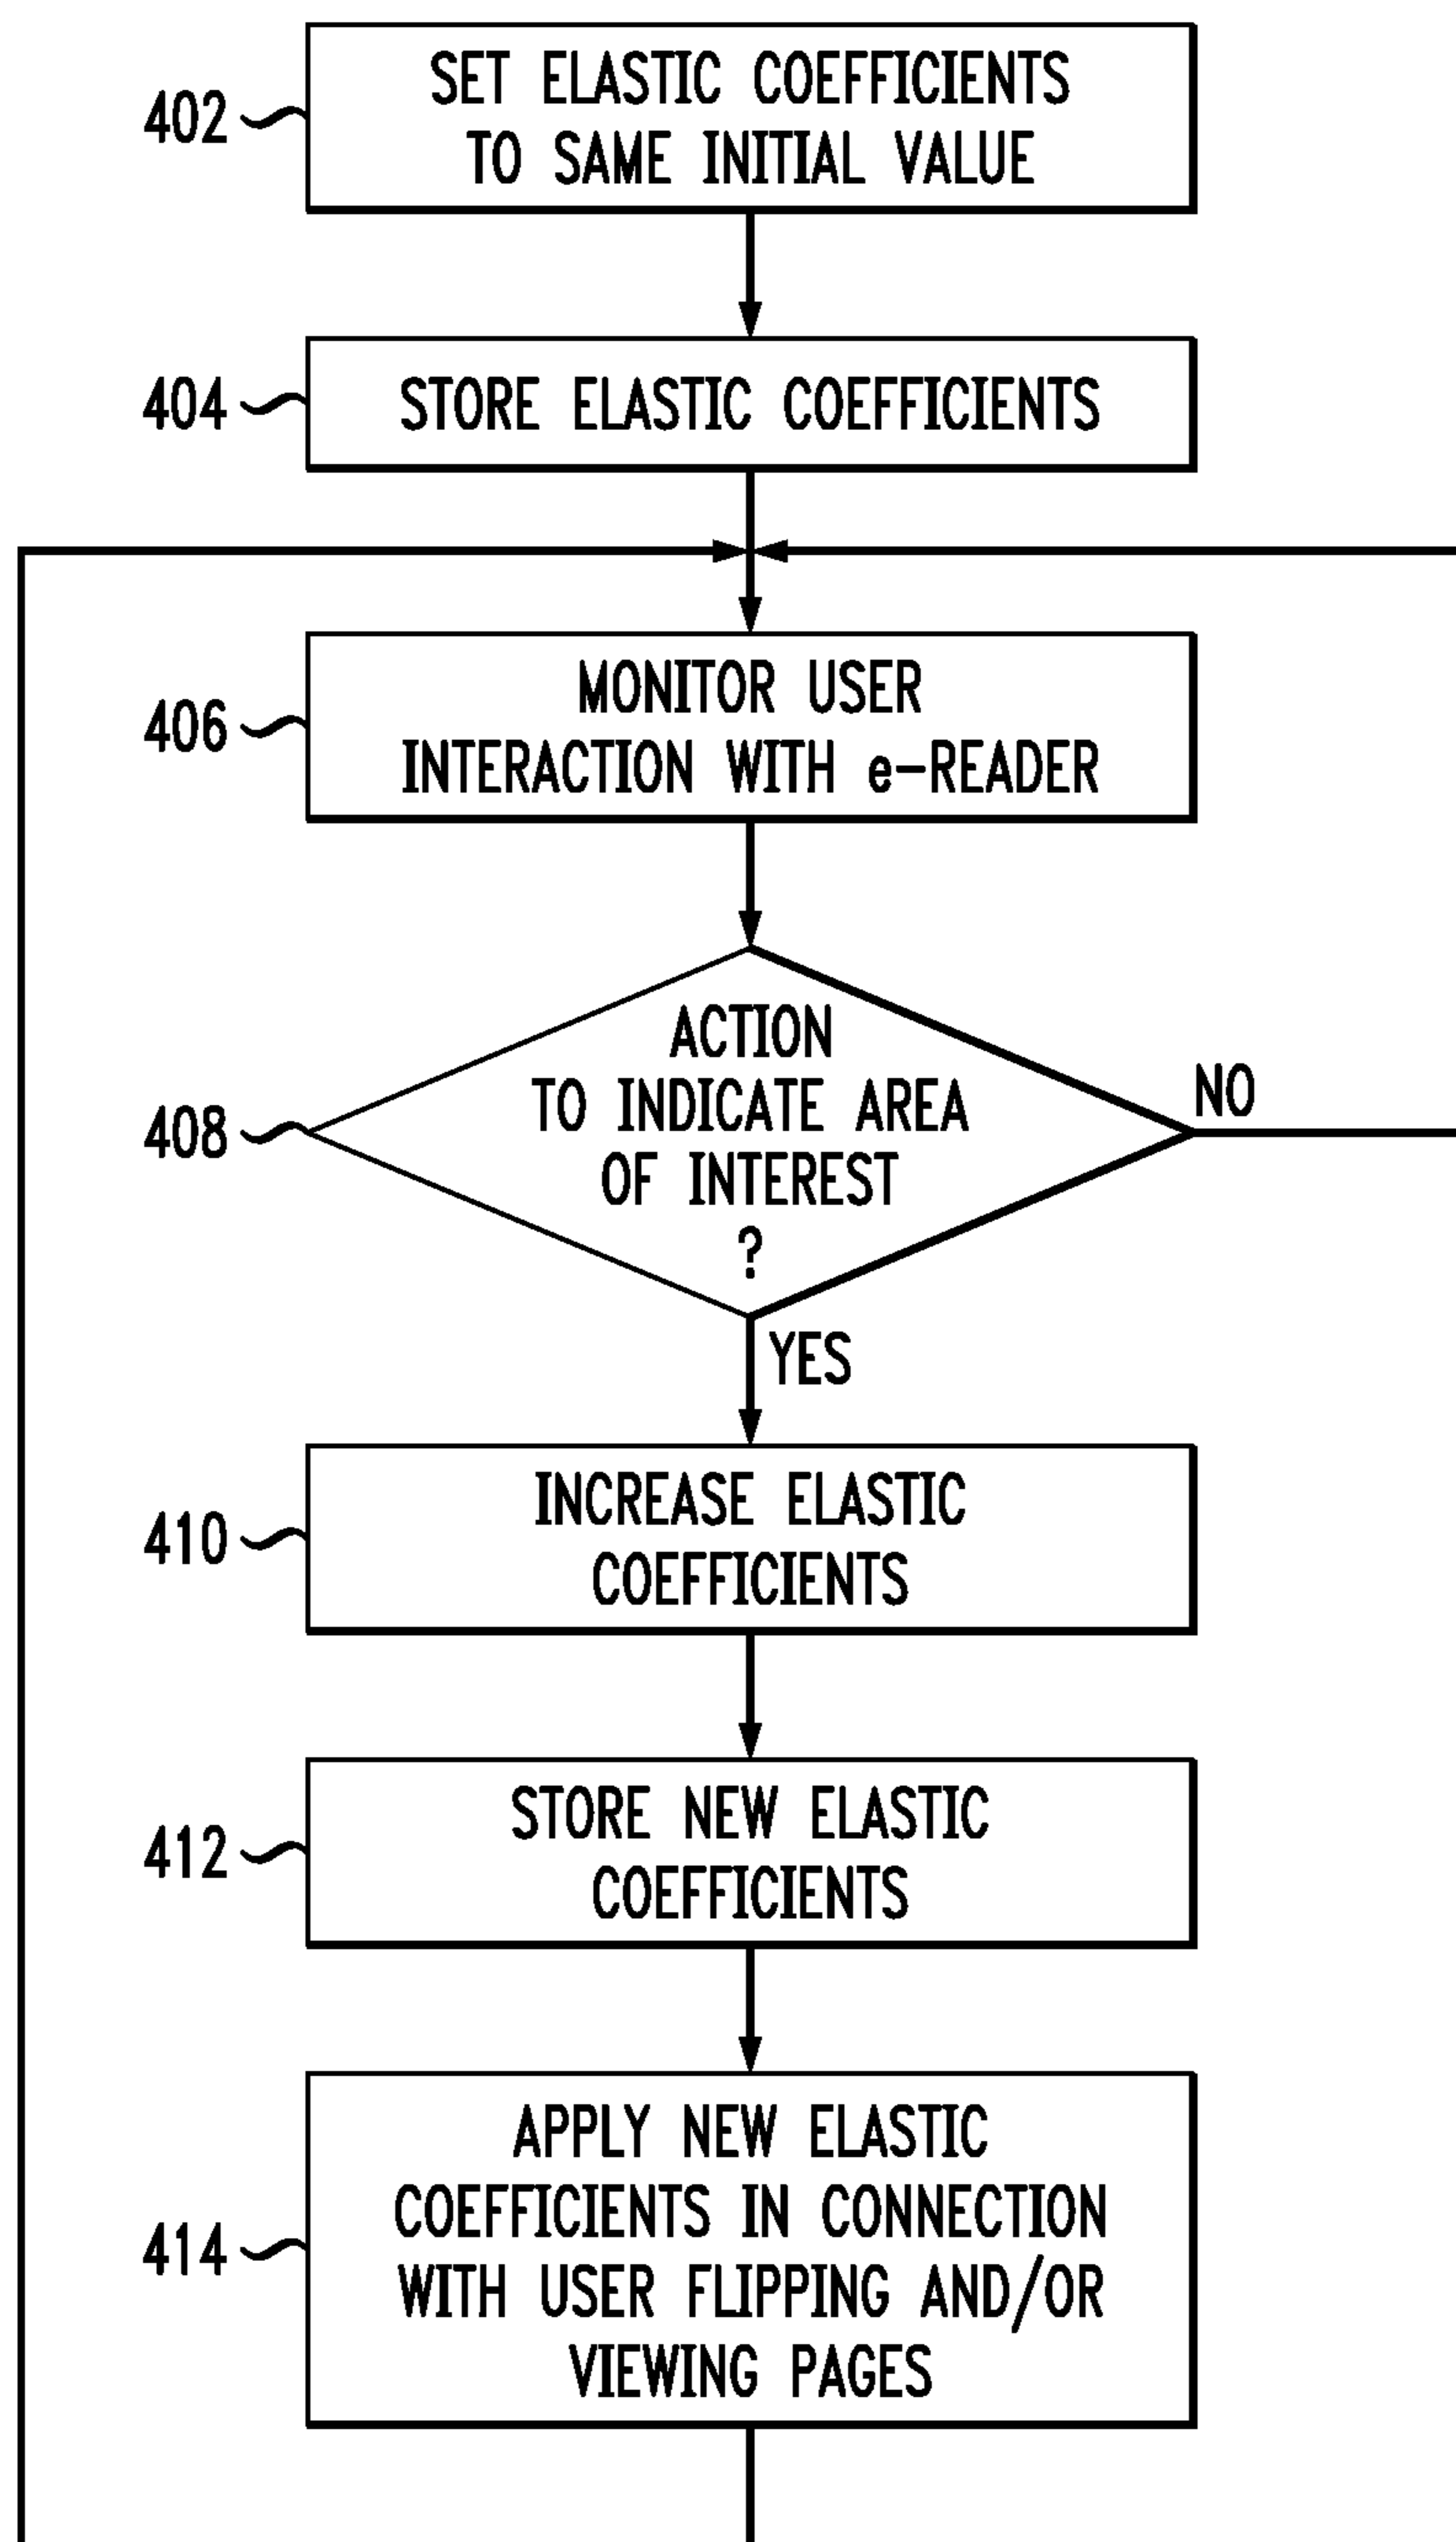 402
SET ELASTIC COEFFICIENTS
TO SAME INITIAL VALUE
404
STORE ELASTIC COEFFICIENTS
406
MONITOR USER
INTERACTION WITH e-READER
408
ACTION
TO INDICATE AREA
OF INTEREST
?
NO
YES
410
INCREASE ELASTIC
COEFFICIENTS
412
STORE NEW ELASTIC
COEFFICIENTS
414
APPLY NEW ELASTIC
COEFFICIENTS IN CONNECTION
WITH USER FLIPPING AND/OR
VIEWING PAGES